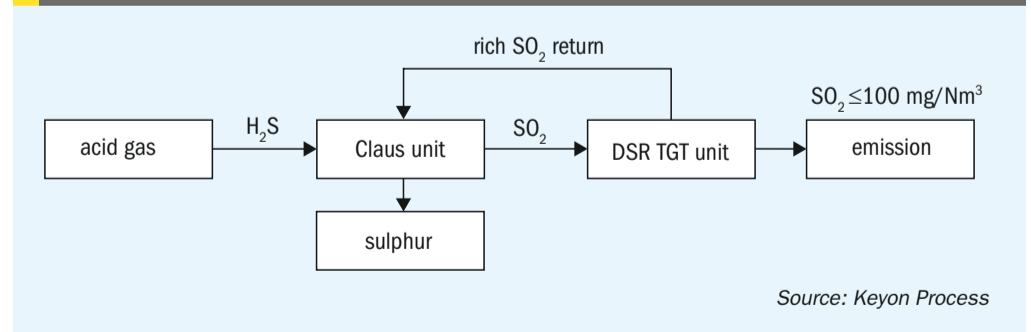 rich SO₂ return
SO₂ ≤100 mg/Nm³
acid gas
H₂S
Claus unit
SO₂
DSR TGT unit
emission
sulphur
Source: Keyon Process